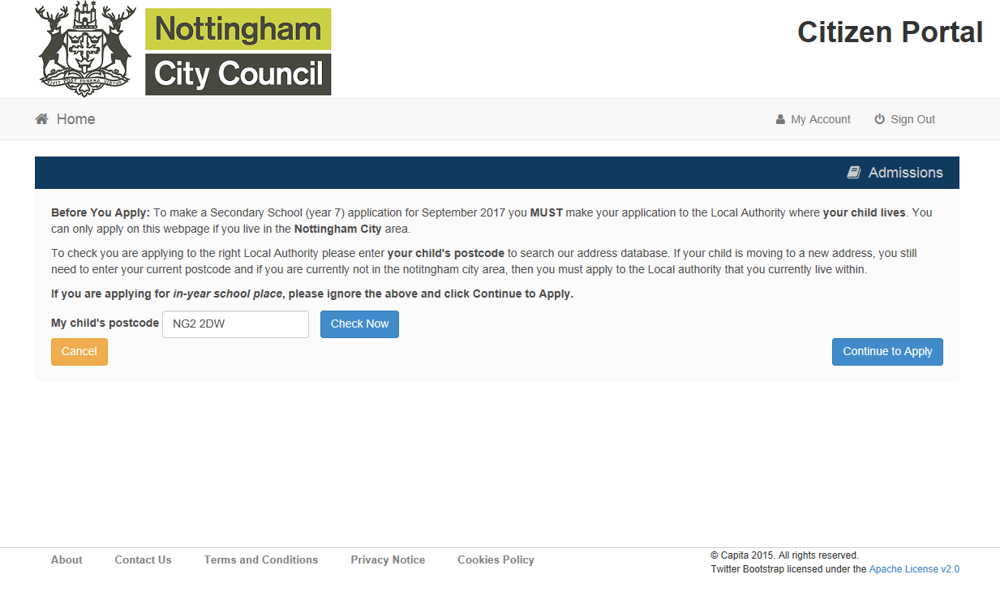 Nottingham
City Council
VIVIT POST FUNERA VIRTUS
Citizen Portal
Home
My Account
Sign Out
Admissions
Before You Apply: To make a Secondary School (year 7) application for September 2017 you MUST make your application to the Local Authority where your child lives. You
can only apply on this webpage if you live in the Nottingham City area.
To check you are applying to the right Local Authority please enter your child's postcode to search our address database. If your child is moving to a new address, you still
need to enter your current postcode and if you are currently not in the notitngham city area, then you must apply to the Local authority that you currently live within.
If you are applying for in-year school place, please ignore the above and click Continue to Apply.
My child's postcode NG2 2DW Check Now
Cancel
Continue to Apply
About
Contact Us
Terms and Conditions
Privacy Notice
Cookies Policy
© Capita 2015. All rights reserved.
Twitter Bootstrap licensed under the Apache License v2.0